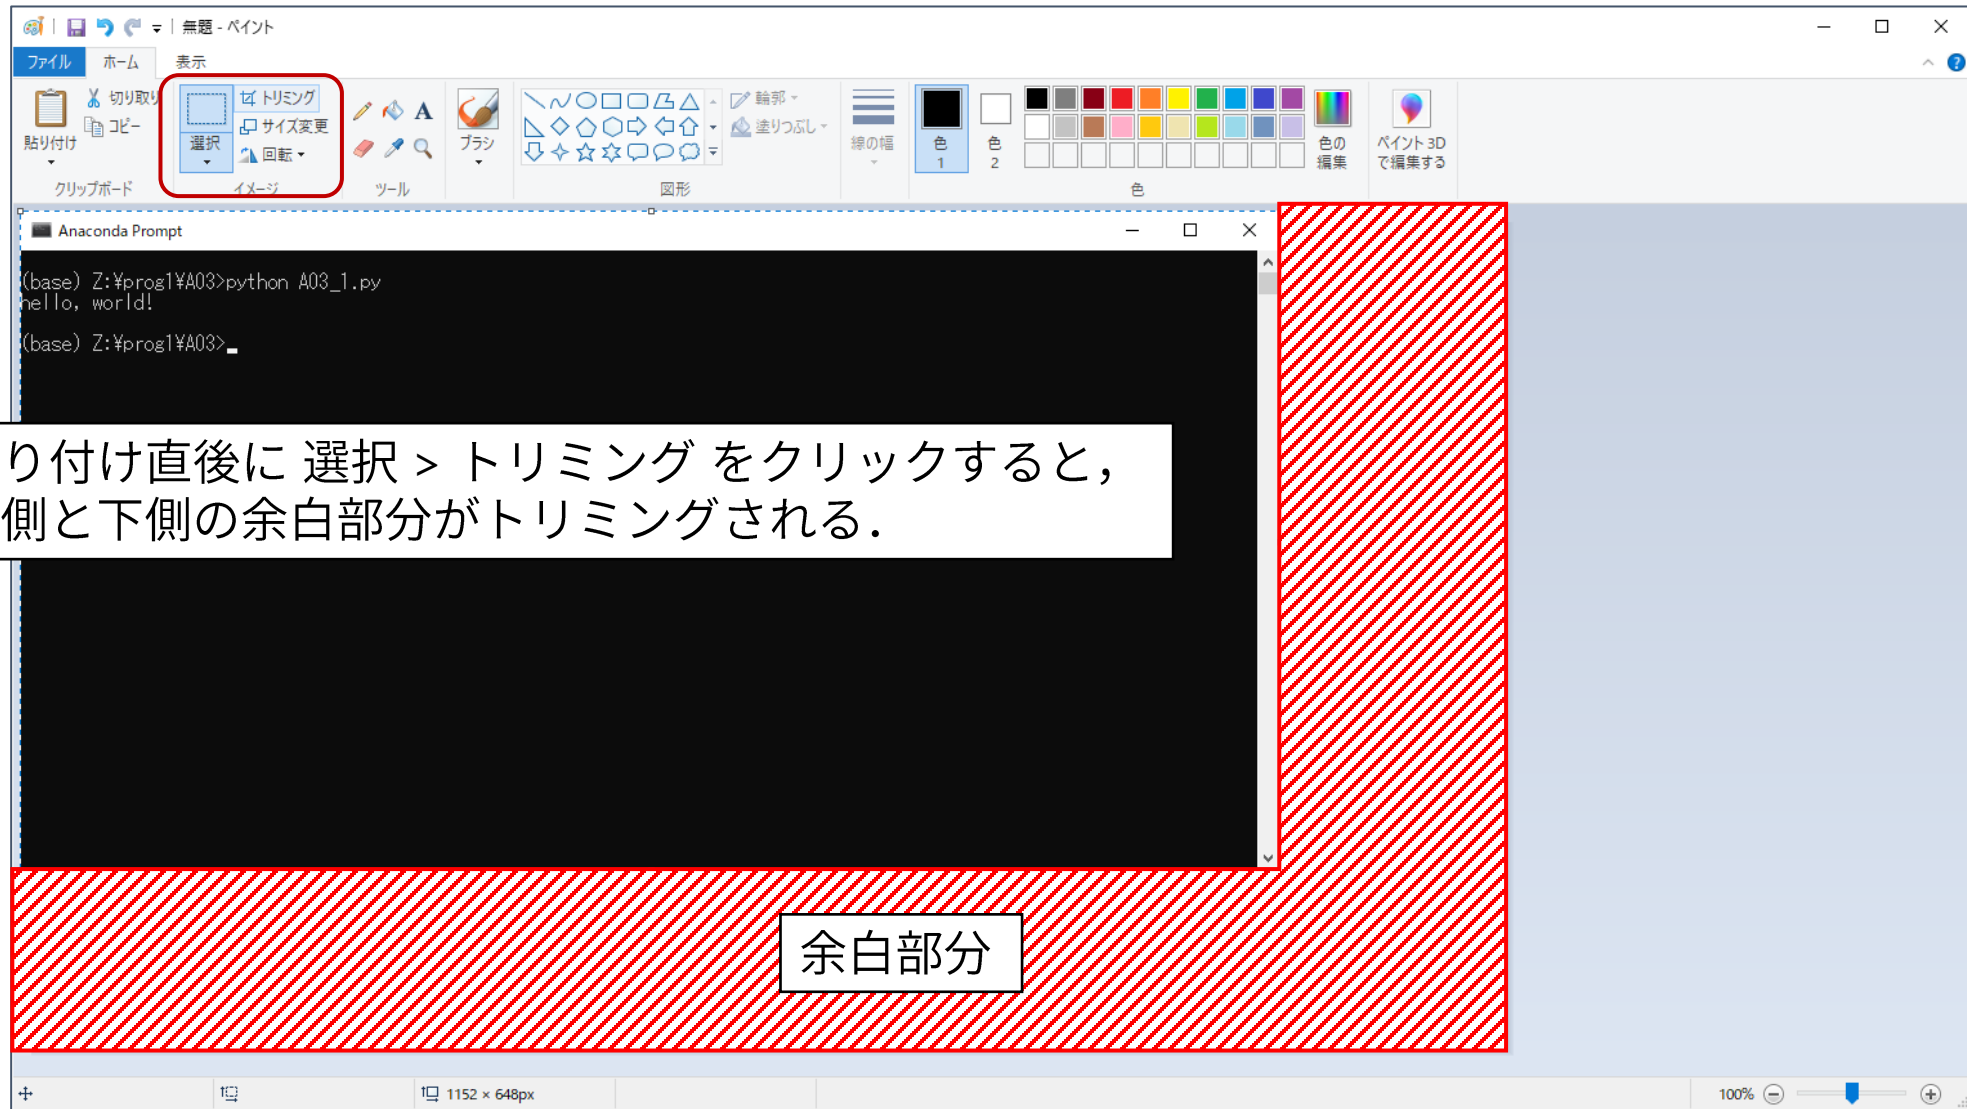 無題 - ペイント
ファイル ホーム 表示
貼り付け
切り取り
コピー
クリップボード
選択
トリミング
サイズ変更
回転
イメージ
A
ツール
ブラシ
輪郭
塗りつぶし
図形
線の幅
色
1
色
2
色の
編集
色
ペイント 3D
で編集する
Anaconda Prompt
(base) Z:¥prog1¥A03>python A03_1.py
hello, world!
(base) Z:¥prog1¥A03>_
り付け直後に 選択 > トリミング をクリックすると，
側と下側の余白部分がトリミングされる．
余白部分
1152 × 648px
100%